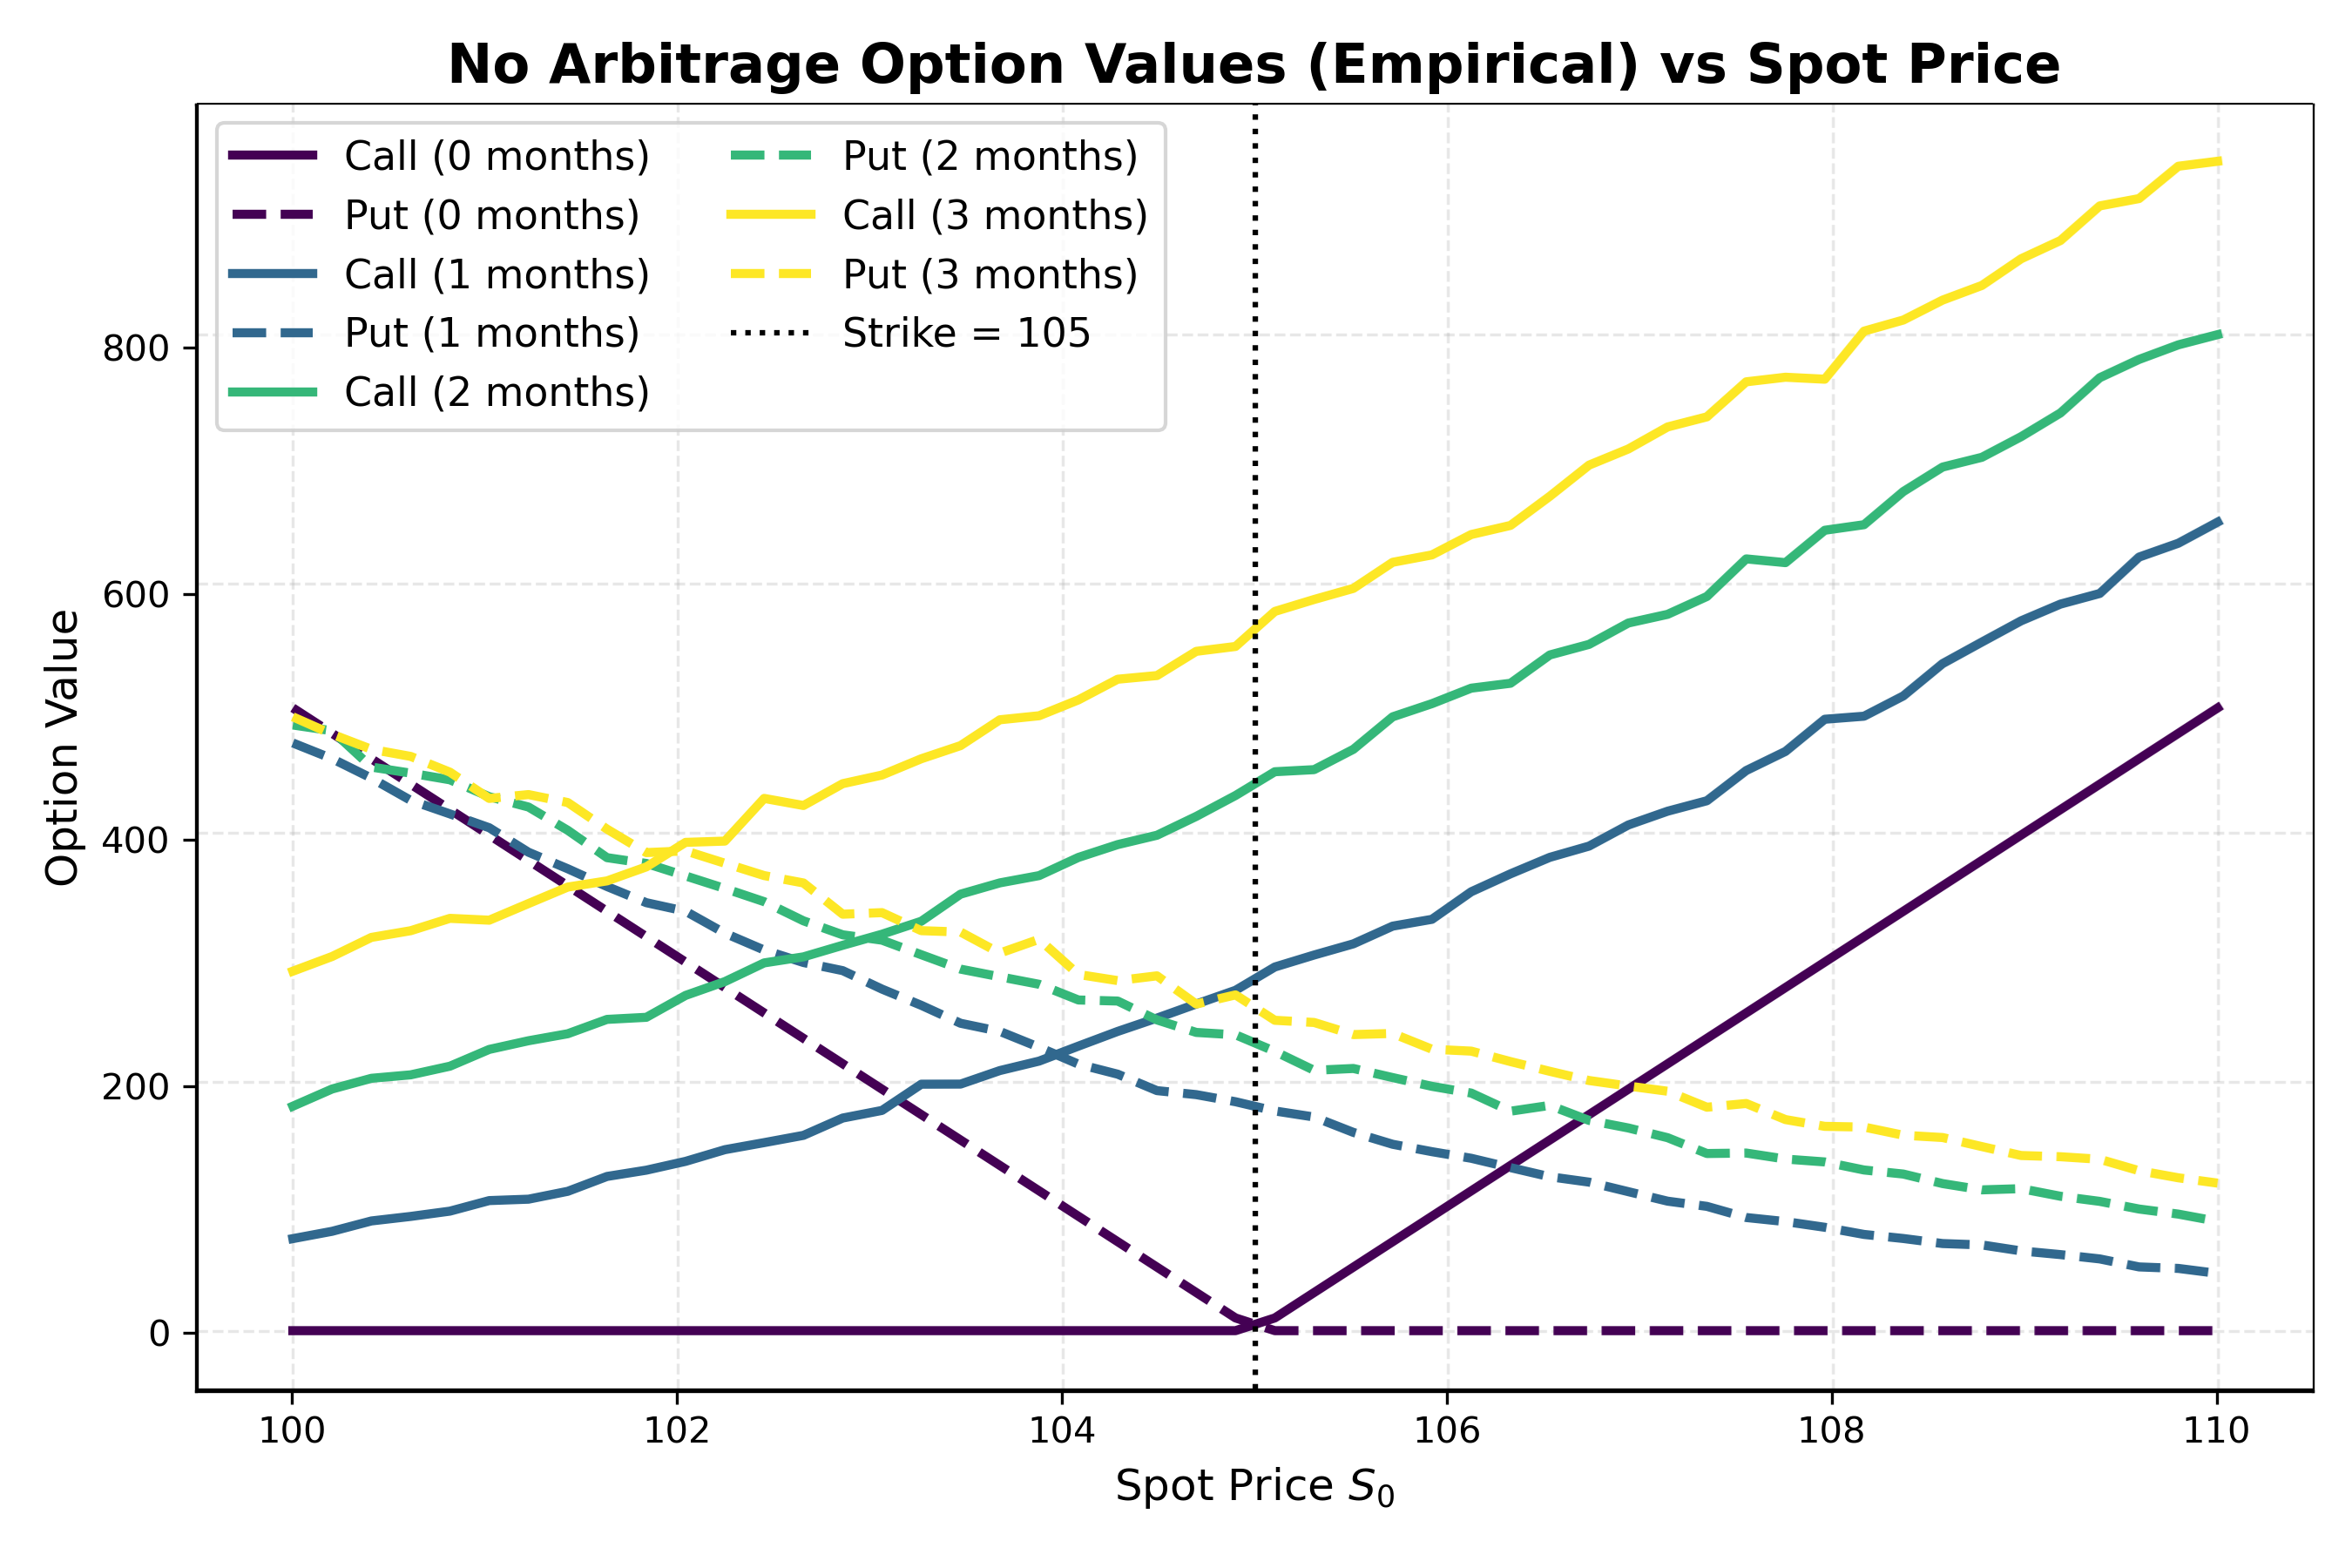 No Arbitrage Option Values (Empirical) vs Spot Price
Call (0 months)
Put (0 months)
Call (1 months)
Put (1 months)
Call (2 months)
Put (2 months)
Call (3 months)
Put (3 months)
Strike = 105
Option Value
800
600
400
200
0
100
102
104
106
108
110
Spot Price S₀